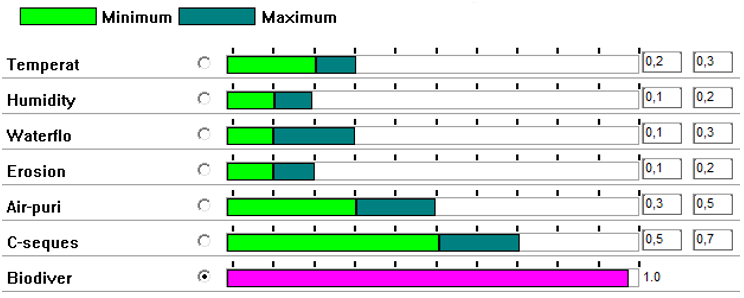 Minimum Maximum
Temperat 0,2 0,3
Humidity 0,1 0,2
Waterflo 0,1 0,3
Erosion 0,1 0,2
Air-puri 0,3 0,5
C-seques 0,5 0,7
Biodiver 1.0